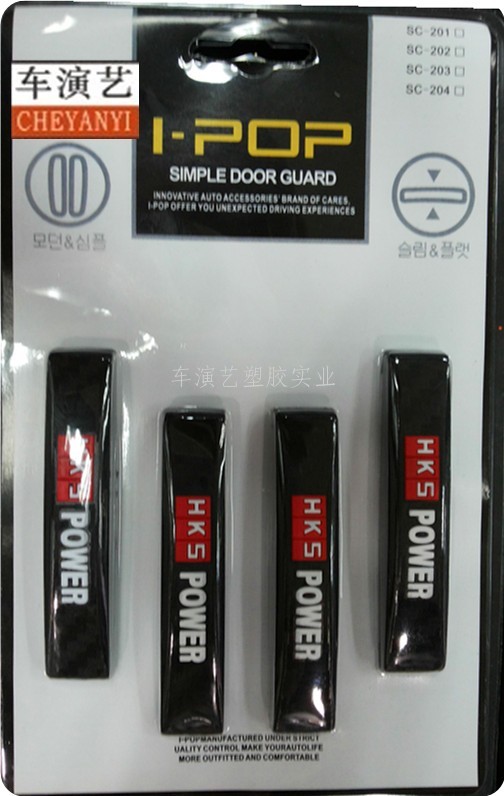 车演艺
CHEYANYI
SC-201
SC-202
SC-203
SC-204
I-POP
SIMPLE DOOR GUARD
INNOVATIVE AUTO ACCESSORIES' BRAND OF CARES,
I-POP OFFER YOU UNEXPECTED DRIVING EXPERIENCES
모던&심플
슬림&플랫
车演艺塑胶实业
HKS POWER
HKS POWER
HKS POWER
HKS POWER
I-POPMANUFACTURED UNDER STRICT
UALITY CONTROL MAKE YOURAUTOLIFE
MORE OUTFITTED AND COMFORTABLE